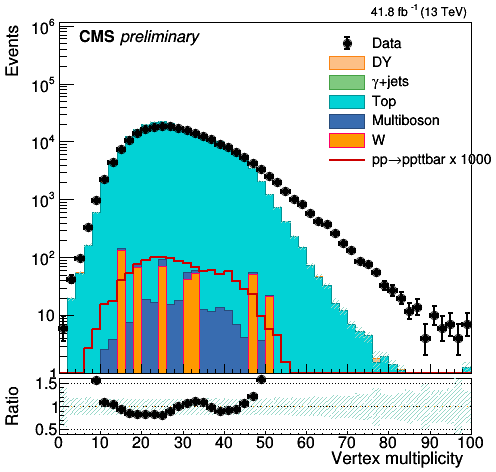 41.8 fb⁻¹ (13 TeV)
CMS preliminary
Events
10⁶
10⁵
10⁴
10³
10²
10
1
Data
DY
γ+jets
Top
Multiboson
W
pp→ppttbar x 1000
Ratio
1.5
1
0.5
0 10 20 30 40 50 60 70 80 90 100
Vertex multiplicity